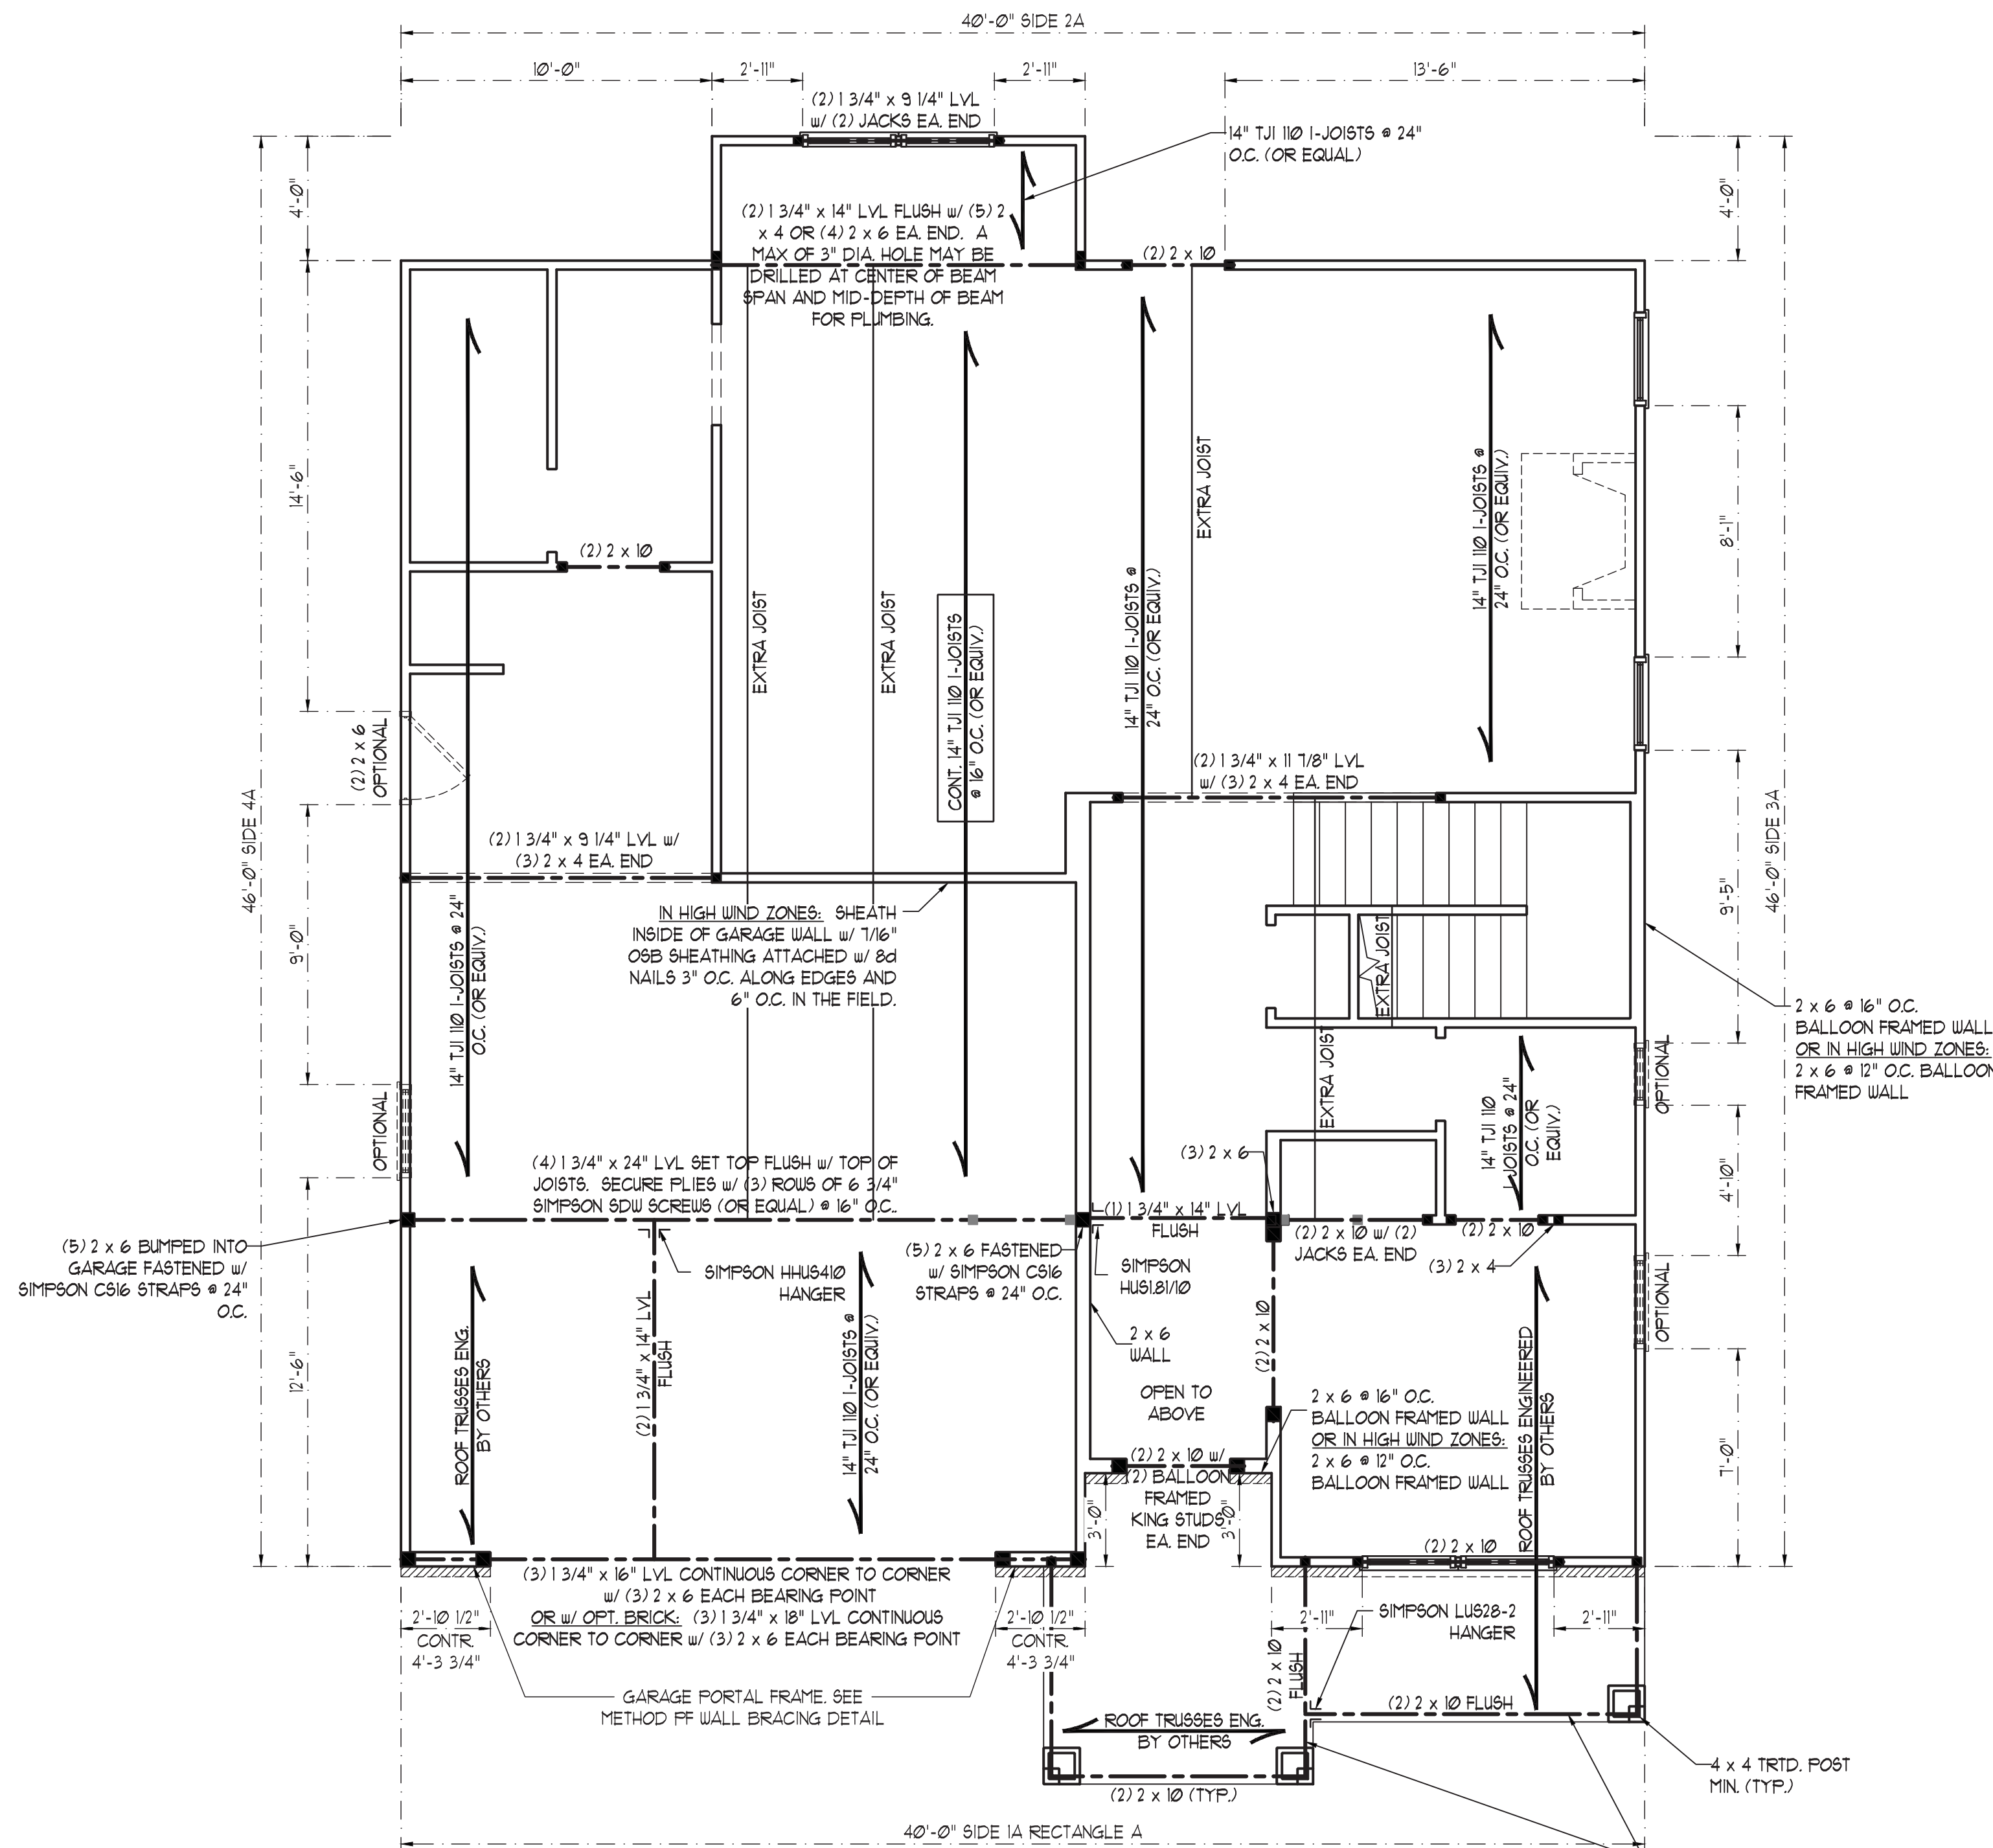 40'-0" SIDE 2A
10'-0"
2'-11"
2'-11"
13'-6"
(2) 1 3/4" x 9 1/4" LVL
w/ (2) JACKS EA. END
14" TJI 110 I-JOISTS @ 24"
O.C. (OR EQUAL)
4'-0"
4'-0"
(2) 1 3/4" x 14" LVL FLUSH w/ (5) 2
x 4 OR (4) 2 x 6 EA. END. A
MAX OF 3" DIA. HOLE MAY BE
DRILLED AT CENTER OF BEAM
SPAN AND MID-DEPTH OF BEAM
FOR PLUMBING.
(2) 2 x 10
14'-6"
EXTRA JOIST
14" TJI 110 I-JOISTS @
24" O.C. (OR EQUIV.)
8'-1"
(2) 2 x 10
EXTRA JOIST
EXTRA JOIST
CONT. 14" TJI 110 I-JOISTS
@ 16" O.C. (OR EQUIV.)
14" TJI 110 I-JOISTS @
24" O.C. (OR EQUIV.)
(2) 2 x 6
OPTIONAL
(2) 1 3/4" x 11 7/8" LVL
w/ (3) 2 x 4 EA. END
46'-0" SIDE 4A
46'-0" SIDE 3A
(2) 1 3/4" x 9 1/4" LVL w/
(3) 2 x 4 EA. END
9'-0"
9'-5"
14" TJI 110 I-JOISTS @ 24"
O.C. (OR EQUIV.)
IN HIGH WIND ZONES: SHEATH
INSIDE OF GARAGE WALL w/ 7/16"
OSB SHEATHING ATTACHED w/ 8d
NAILS 3" O.C. ALONG EDGES AND
6" O.C. IN THE FIELD.
EXTRA JOIST
EXTRA JOIST
2 x 6 @ 16" O.C.
BALLOON FRAMED WALL
OR IN HIGH WIND ZONES:
2 x 6 @ 12" O.C. BALLOON
FRAMED WALL
OPTIONAL
OPTIONAL
14" TJI 110
I-JOISTS @ 24"
O.C. (OR
EQUIV.)
4'-10"
(4) 1 3/4" x 24" LVL SET TOP FLUSH w/ TOP OF
JOISTS. SECURE PLIES w/ (3) ROWS OF 6 3/4"
SIMPSON SDW SCREWS (OR EQUAL) @ 16" O.C..
(3) 2 x 6
(1) 1 3/4" x 14" LVL
FLUSH
(2) 2 x 10 w/ (2)
JACKS EA. END
(2) 2 x 10
(3) 2 x 4
(5) 2 x 6 BUMPED INTO
GARAGE FASTENED w/
SIMPSON CS16 STRAPS @ 24"
O.C.
SIMPSON HHUS410
HANGER
(5) 2 x 6 FASTENED
w/ SIMPSON CS16
STRAPS @ 24" O.C.
SIMPSON
HUS1.81/10
OPTIONAL
12'-6"
ROOF TRUSSES ENG.
BY OTHERS
(2) 1 3/4" x 14" LVL
FLUSH
14" TJI 110 I-JOISTS @
24" O.C. (OR EQUIV.)
2 x 6
WALL
(2) 2 x 10
OPEN TO
ABOVE
2 x 6 @ 16" O.C.
BALLOON FRAMED WALL
OR IN HIGH WIND ZONES:
2 x 6 @ 12" O.C.
BALLOON FRAMED WALL
ROOF TRUSSES ENGINEERED
BY OTHERS
7'-0"
(2) 2 x 10 w/
(2) BALLOON
FRAMED
KING STUDS
EA. END
3'-0"
3'-0"
(2) 2 x 10
(3) 1 3/4" x 16" LVL CONTINUOUS CORNER TO CORNER
w/ (3) 2 x 6 EACH BEARING POINT
OR w/ OPT. BRICK: (3) 1 3/4" x 18" LVL CONTINUOUS
CORNER TO CORNER w/ (3) 2 x 6 EACH BEARING POINT
2'-10 1/2"
CONTR.
4'-3 3/4"
2'-10 1/2"
CONTR.
4'-3 3/4"
2'-11"
SIMPSON LUS28-2
HANGER
2'-11"
(2) 2 x 10
FLUSH
GARAGE PORTAL FRAME. SEE
METHOD PF WALL BRACING DETAIL
(2) 2 x 10 FLUSH
ROOF TRUSSES ENG.
BY OTHERS
4 x 4 TRTD. POST
MIN. (TYP.)
(2) 2 x 10 (TYP.)
40'-0" SIDE 1A RECTANGLE A